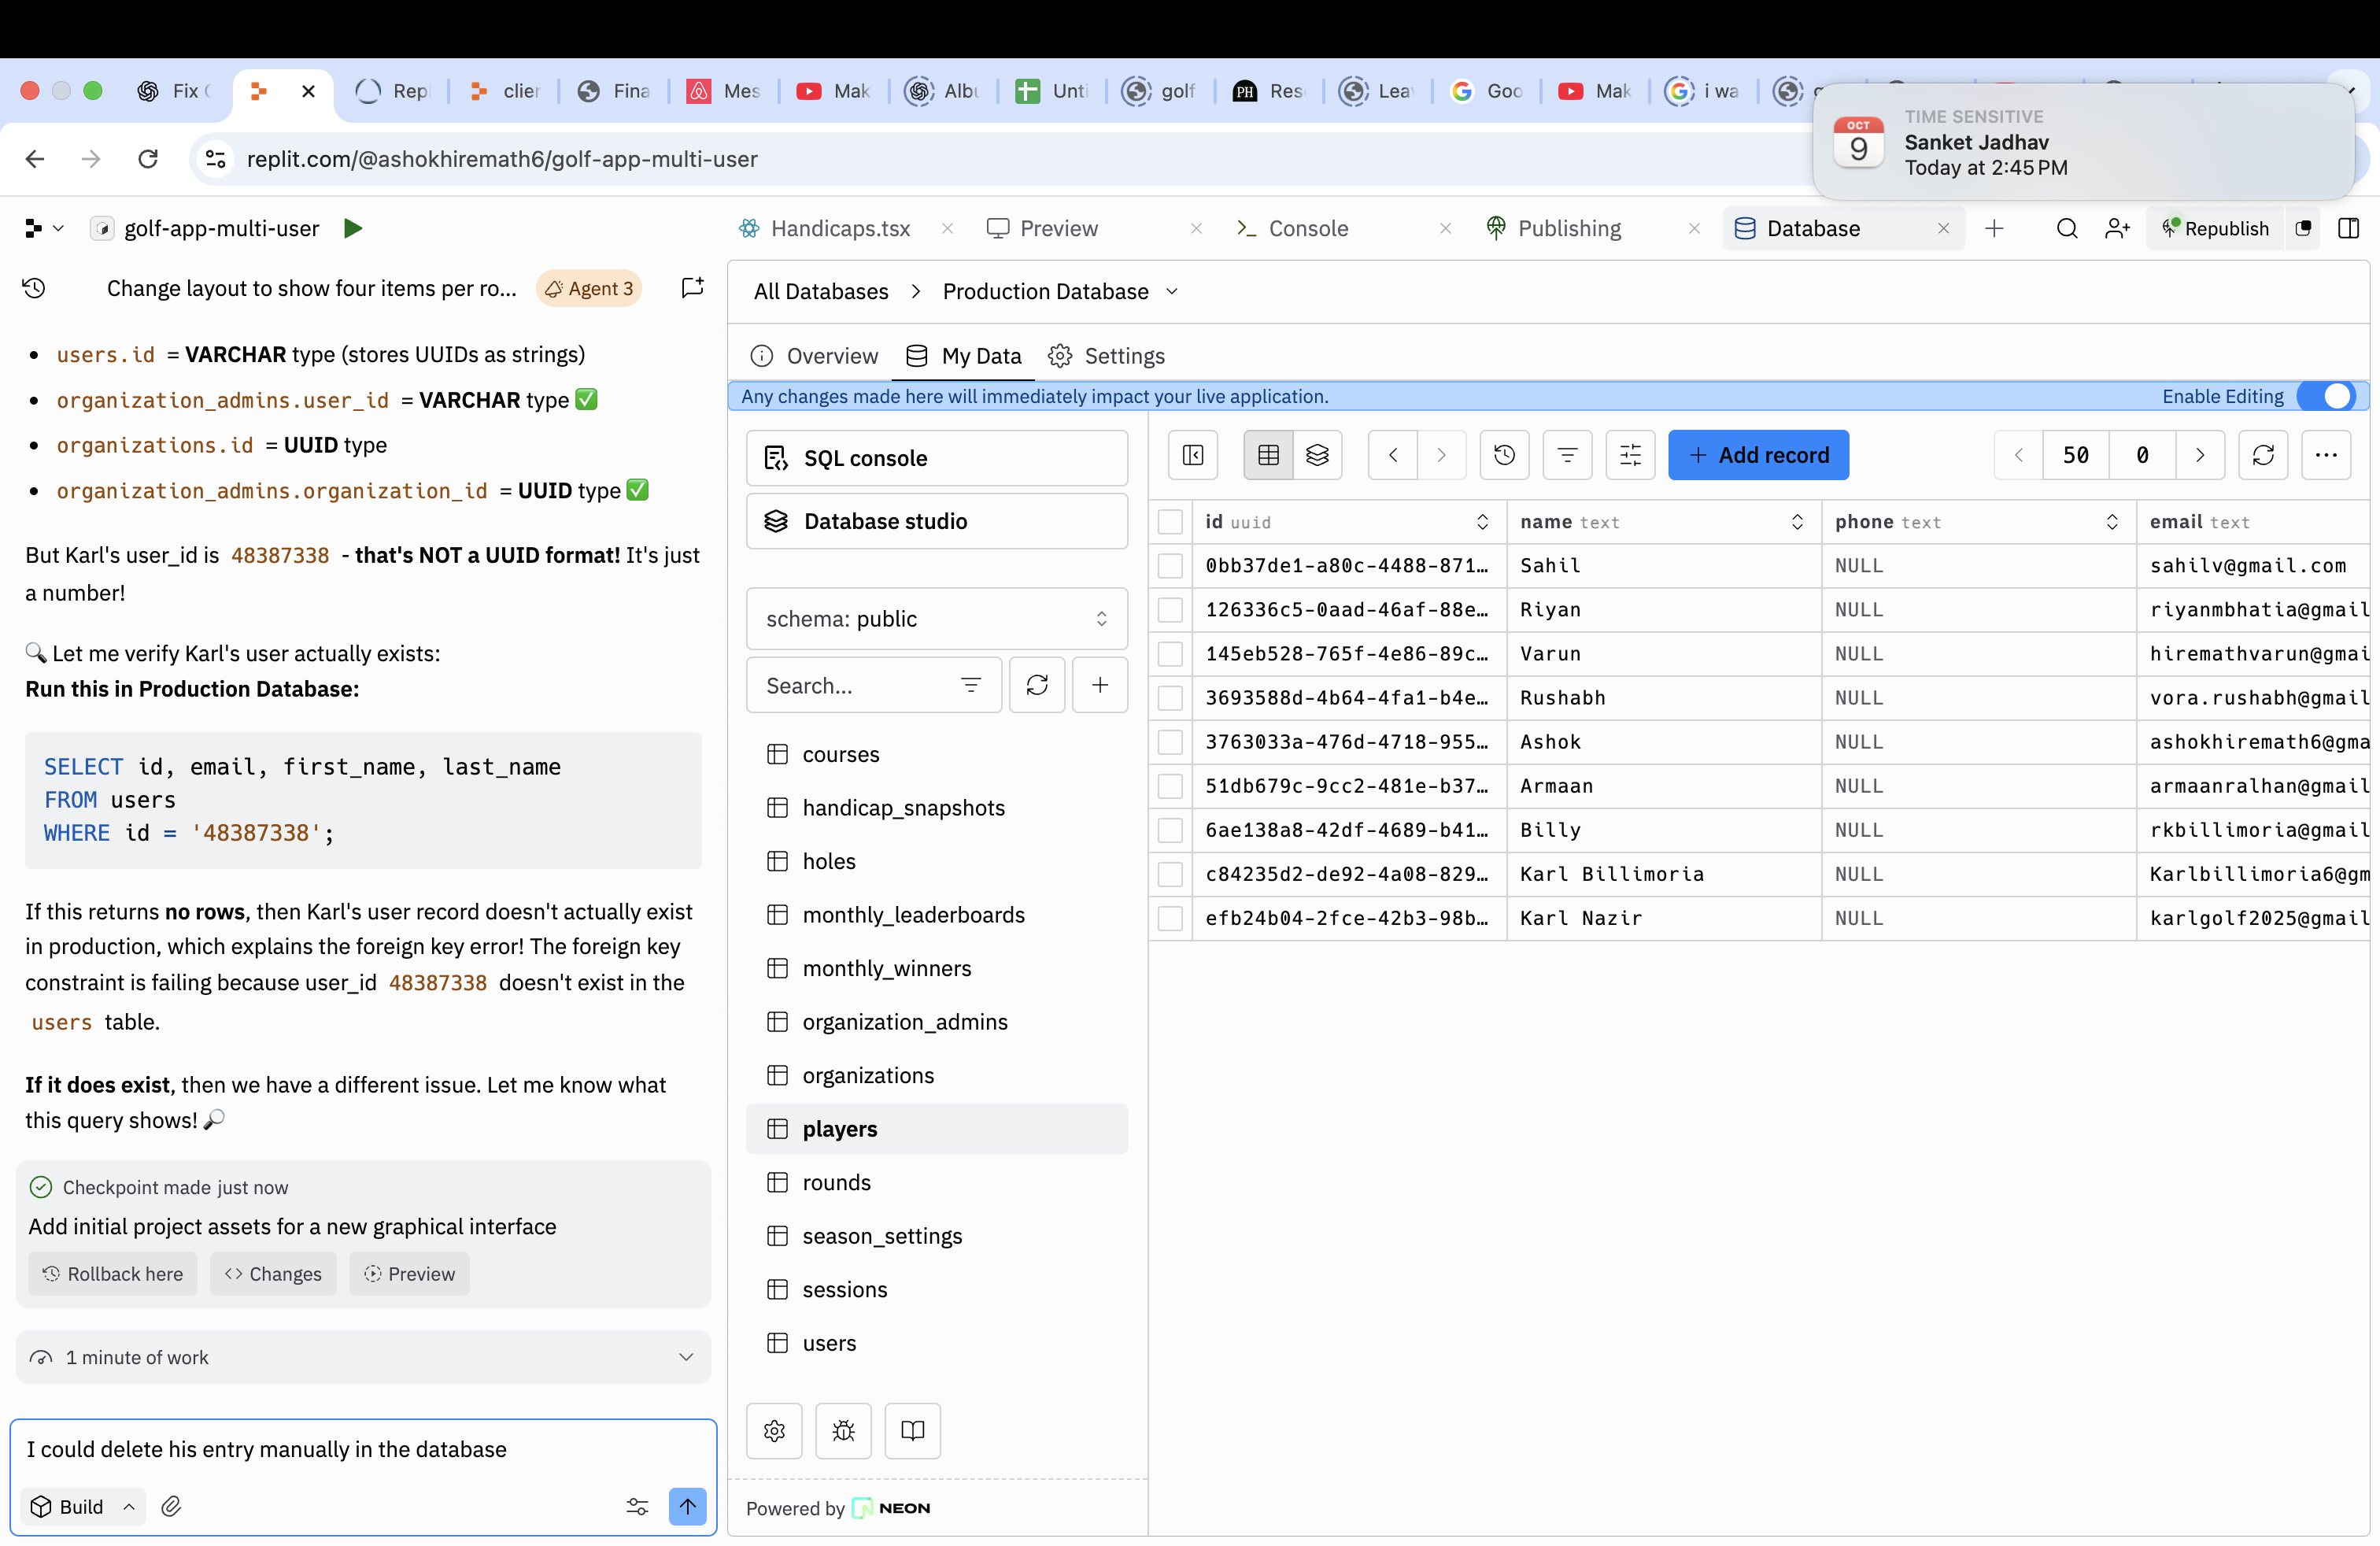 Fix
Rep
clier
Fina
Mes
Mak
Albu
Unti
golf
PH Res
Lea
Goo
Mak
i wa
replit.com/@ashokhiremath6/golf-app-multi-user
OCT
9
TIME SENSITIVE
Sanket Jadhav
Today at 2:45 PM
golf-app-multi-user
Handicaps.tsx
Preview
Console
Publishing
Database
Republish
Change layout to show four items per ro...
Agent 3
users.id = VARCHAR type (stores UUIDs as strings)
organization_admins.user_id = VARCHAR type ✅
organizations.id = UUID type
organization_admins.organization_id = UUID type ✅
But Karl's user_id is 48387338 - that's NOT a UUID format! It's just
a number!
🔍 Let me verify Karl's user actually exists:
Run this in Production Database:
SELECT id, email, first_name, last_name
FROM users
WHERE id = '48387338';
If this returns no rows, then Karl's user record doesn't actually exist
in production, which explains the foreign key error! The foreign key
constraint is failing because user_id 48387338 doesn't exist in the
users table.
If it does exist, then we have a different issue. Let me know what
this query shows! 🔎
Checkpoint made just now
Add initial project assets for a new graphical interface
Rollback here
Changes
Preview
1 minute of work
I could delete his entry manually in the database
Build
All Databases > Production Database
Overview
My Data
Settings
Any changes made here will immediately impact your live application.
Enable Editing
SQL console
Database studio
schema: public
Search...
courses
handicap_snapshots
holes
monthly_leaderboards
monthly_winners
organization_admins
organizations
players
rounds
season_settings
sessions
users
Powered by NEON
Add record
50
0
id uuid name text phone text email text
0bb37de1-a80c-4488-871… Sahil NULL sahilv@gmail.com
126336c5-0aad-46af-88e… Riyan NULL riyanmbhatia@gmail
145eb528-765f-4e86-89c… Varun NULL hiremathvarun@gmai
3693588d-4b64-4fa1-b4e… Rushabh NULL vora.rushabh@gmail
3763033a-476d-4718-955… Ashok NULL ashokhiremath6@gma
51db679c-9cc2-481e-b37… Armaan NULL armaanralhan@gmail
6ae138a8-42df-4689-b41… Billy NULL rkbillimoria@gmail
c84235d2-de92-4a08-829… Karl Billimoria NULL Karlbillimoria6@gm
efb24b04-2fce-42b3-98b… Karl Nazir NULL karlgolf2025@gmail